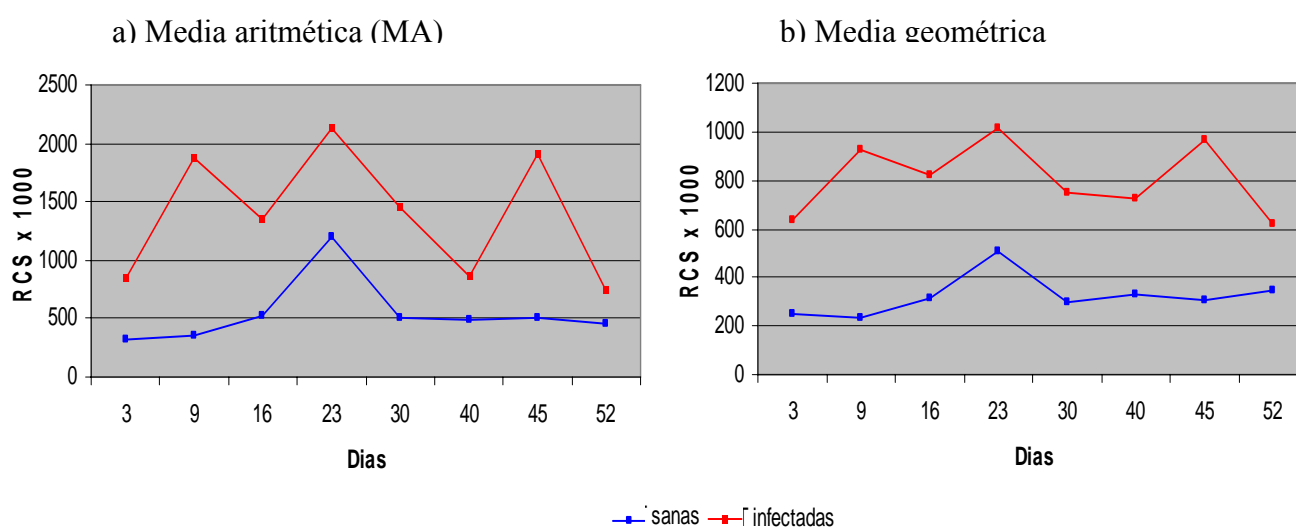 a) Media aritmética (MA)
b) Media geométrica
2500
2000
1500
1000
500
0
RCS x 1000
3 9 16 23 30 40 45 52
Dias
1200
1000
800
600
400
200
0
RCS x 1000
3 9 16 23 30 40 45 52
Dias
sanas infectadas